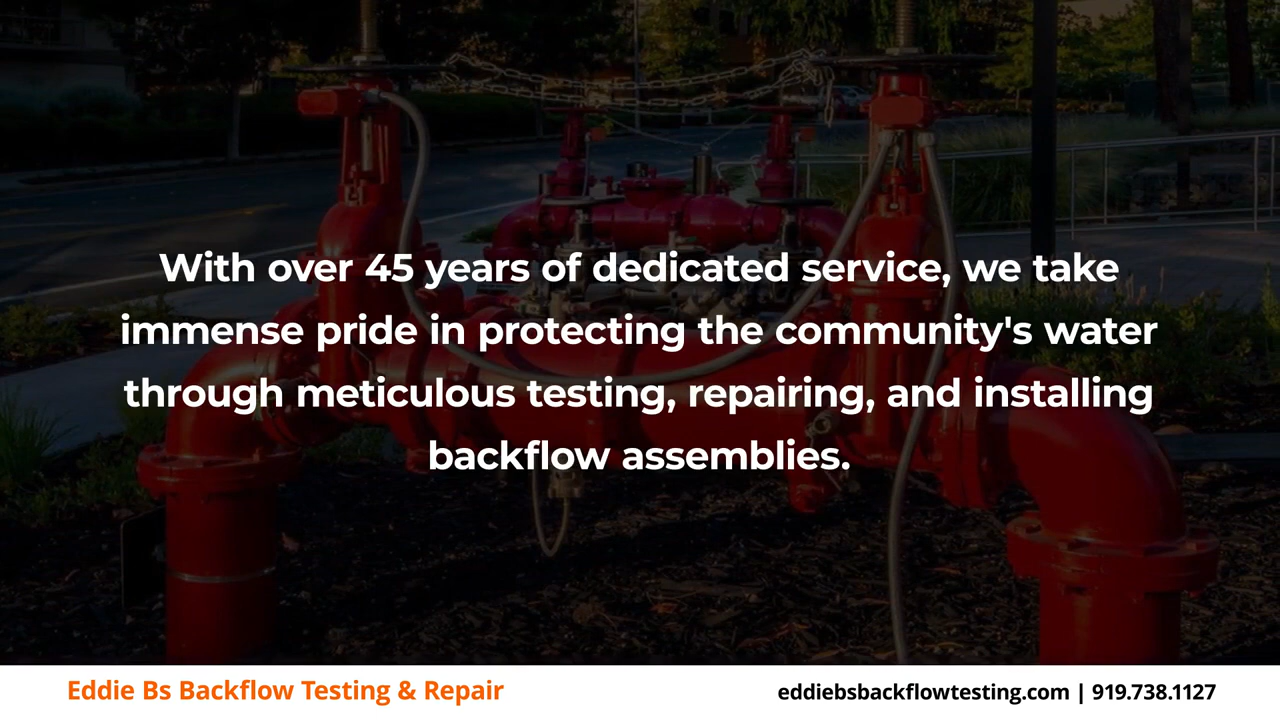 With over 45 years of dedicated service, we take
immense pride in protecting the community's water
through meticulous testing, repairing, and installing
backflow assemblies.
Eddie Bs Backflow Testing & Repair
eddiebsbackflowtesting.com | 919.738.1127